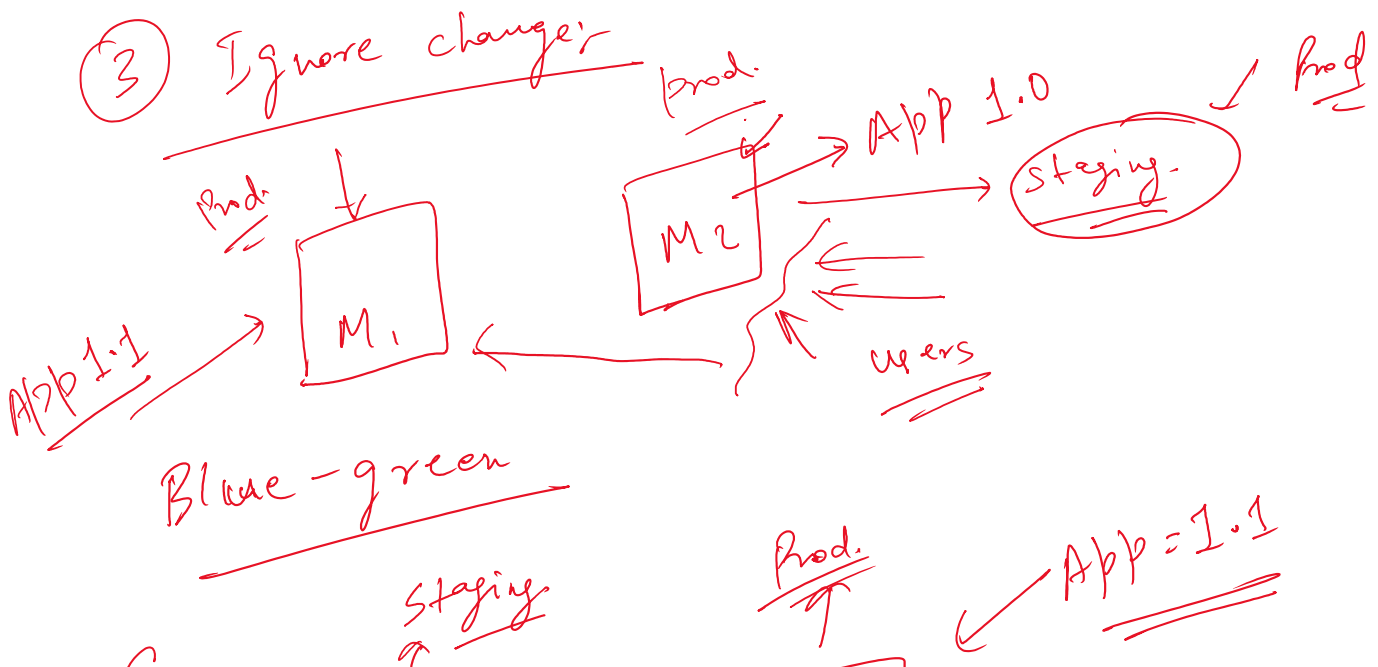 3 Ignore changes
Prod.
App 1.0
Prod
Staging.
Prod.
M2
M1
App 1.1
users
Blue-green
Staging.
Prod.
App = 1.1